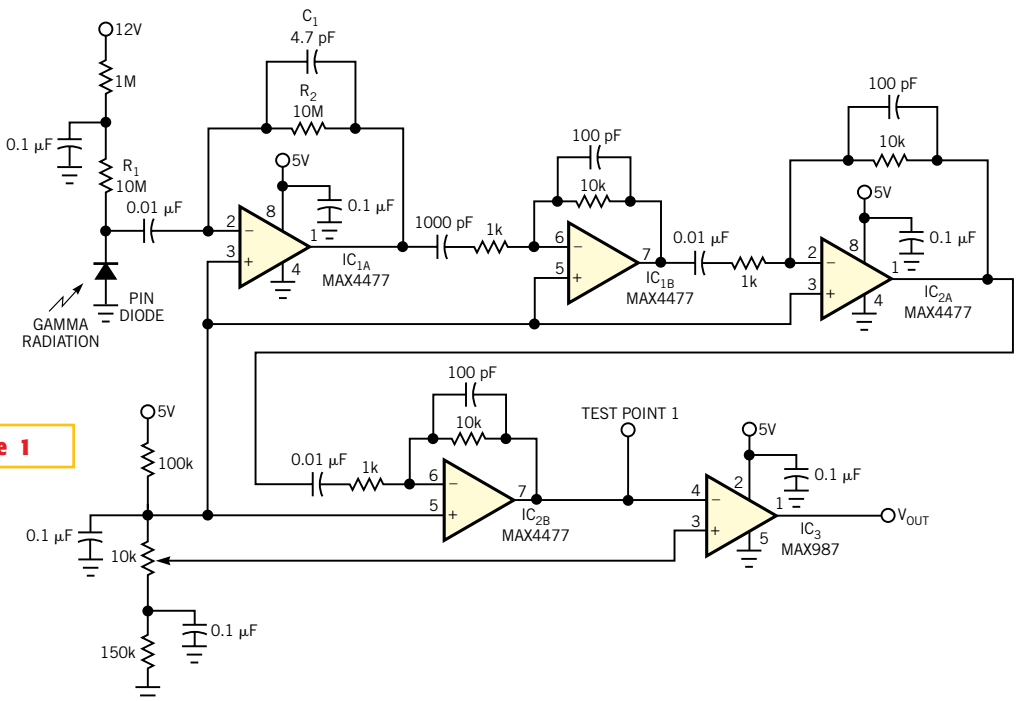 12V
1M
0.1 µF
R1
10M
0.01 µF
PIN
DIODE
GAMMA
RADIATION
C1
4.7 pF
R2
10M
5V
0.1 µF
8
2
−
3
+
1
4
IC1A
MAX4477
1000 pF
1k
100 pF
10k
6
−
5
+
7
IC1B
MAX4477
0.01 µF
1k
100 pF
10k
5V
0.1 µF
8
2
−
3
+
1
4
IC2A
MAX4477
e 1
5V
100k
0.1 µF
10k
0.1 µF
150k
0.01 µF
1k
100 pF
10k
6
−
5
+
7
IC2B
MAX4477
TEST POINT 1
5V
0.1 µF
2
4
−
3
+
1
5
IC3
MAX987
VOUT